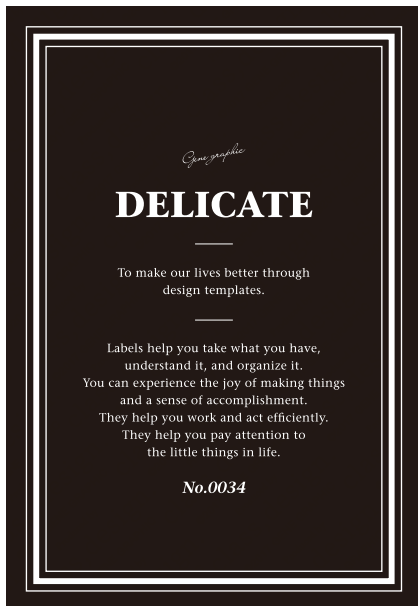 Gene graphic
DELICATE
To make our lives better through
design templates.
Labels help you take what you have,
understand it, and organize it.
You can experience the joy of making things
and a sense of accomplishment.
They help you work and act efficiently.
They help you pay attention to
the little things in life.
No.0034